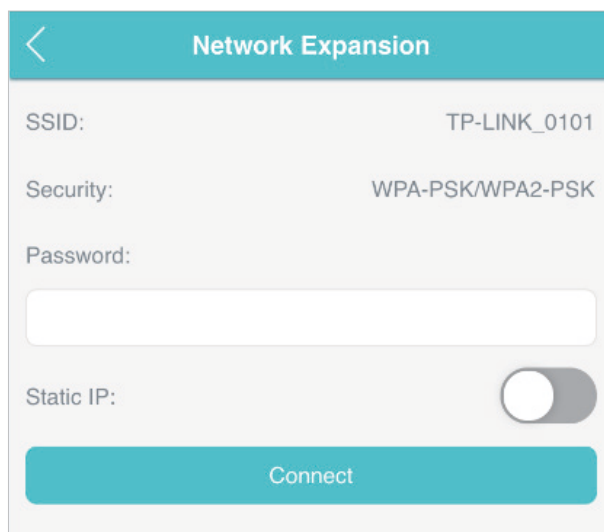 Network Expansion
SSID: TP-LINK_0101
Security: WPA-PSK/WPA2-PSK
Password:
Static IP:
Connect